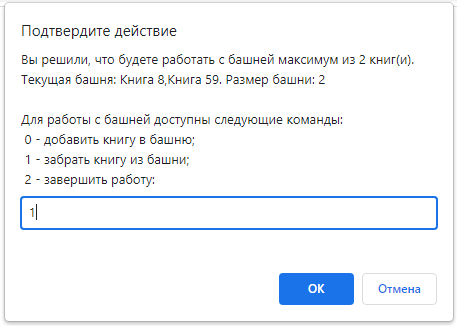 Подтвердите действие
Вы решили, что будете работать с башней максимум из 2 книг(и).
Текущая башня: Книга 8,Книга 59. Размер башни: 2
Для работы с башней доступны следующие команды:
0 - добавить книгу в башню;
1 - забрать книгу из башни;
2 - завершить работу:
1
ОК
Отмена